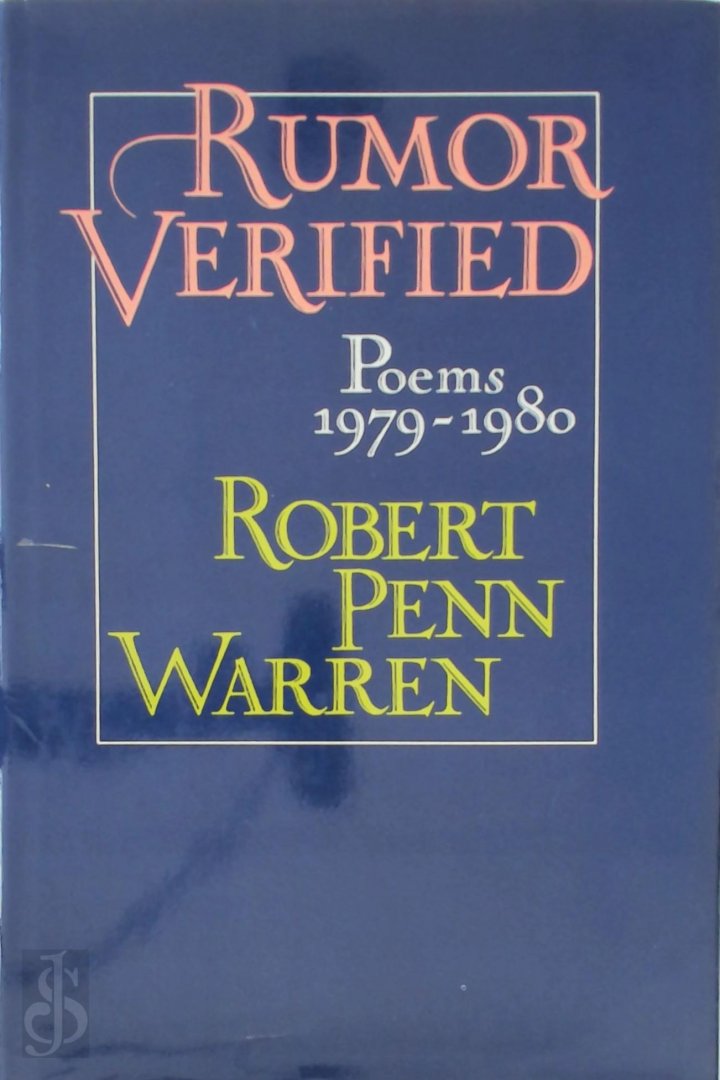 RUMOR
VERIFIED
Poems
1979-1980
ROBERT
PENN
WARREN